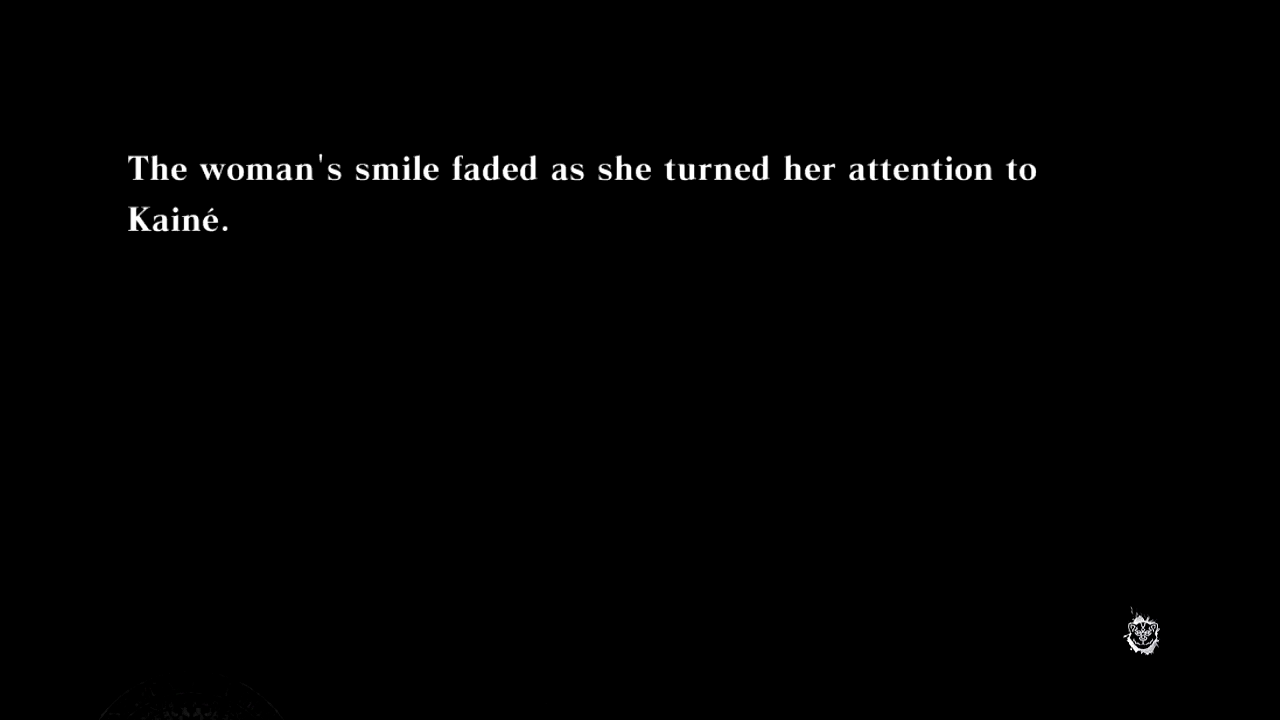 The woman's smile faded as she turned her attention to
Kainé.